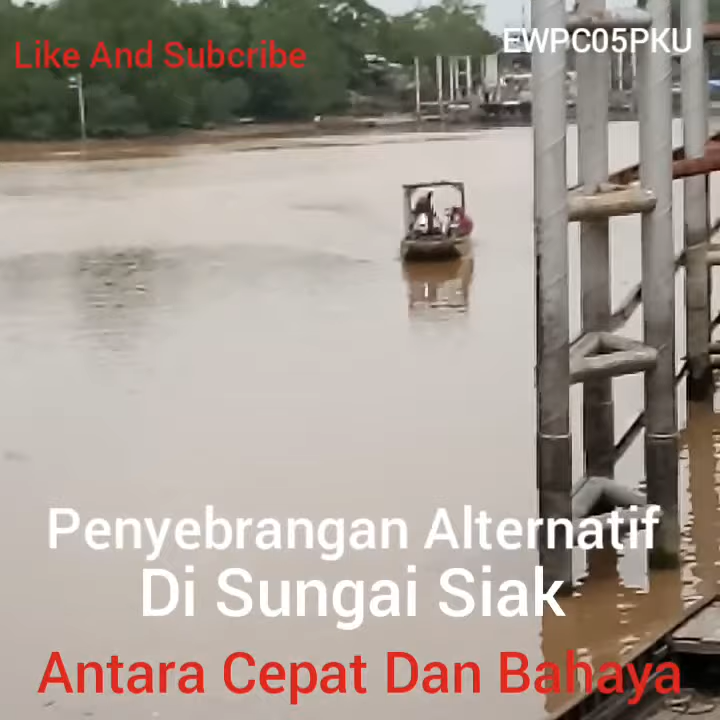 EWPC05PKU
Like And Subcribe
Penyebrangan Alternatif
Di Sungai Siak
Antara Cepat Dan Bahaya